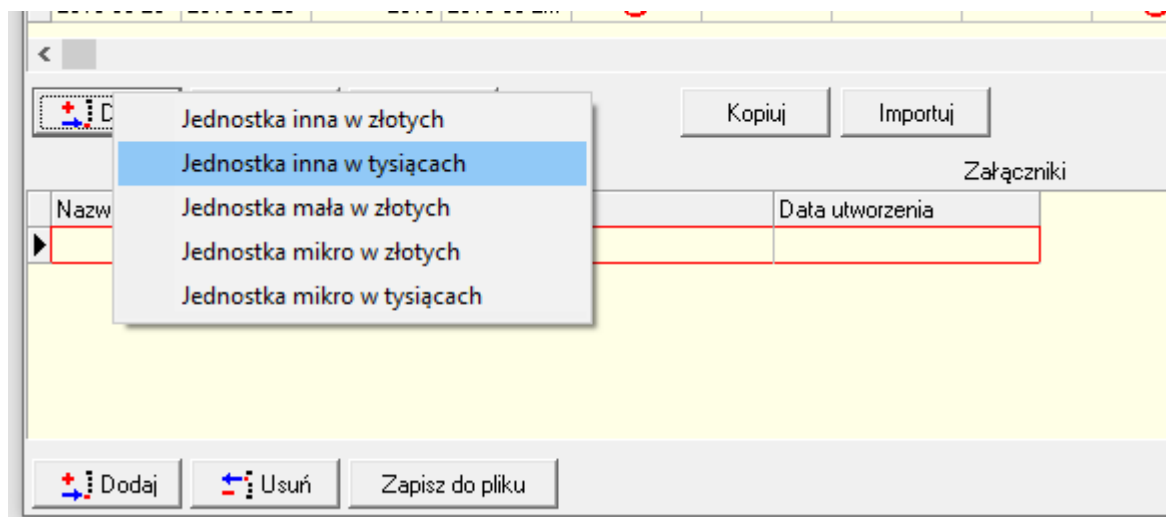 Kopiuj Importuj
Jednostka inna w złotych
Jednostka inna w tysiącach
Załączniki
Jednostka mała w złotych
Data utworzenia
Jednostka mikro w złotych
Jednostka mikro w tysiącach
Dodaj Usuń Zapisz do pliku